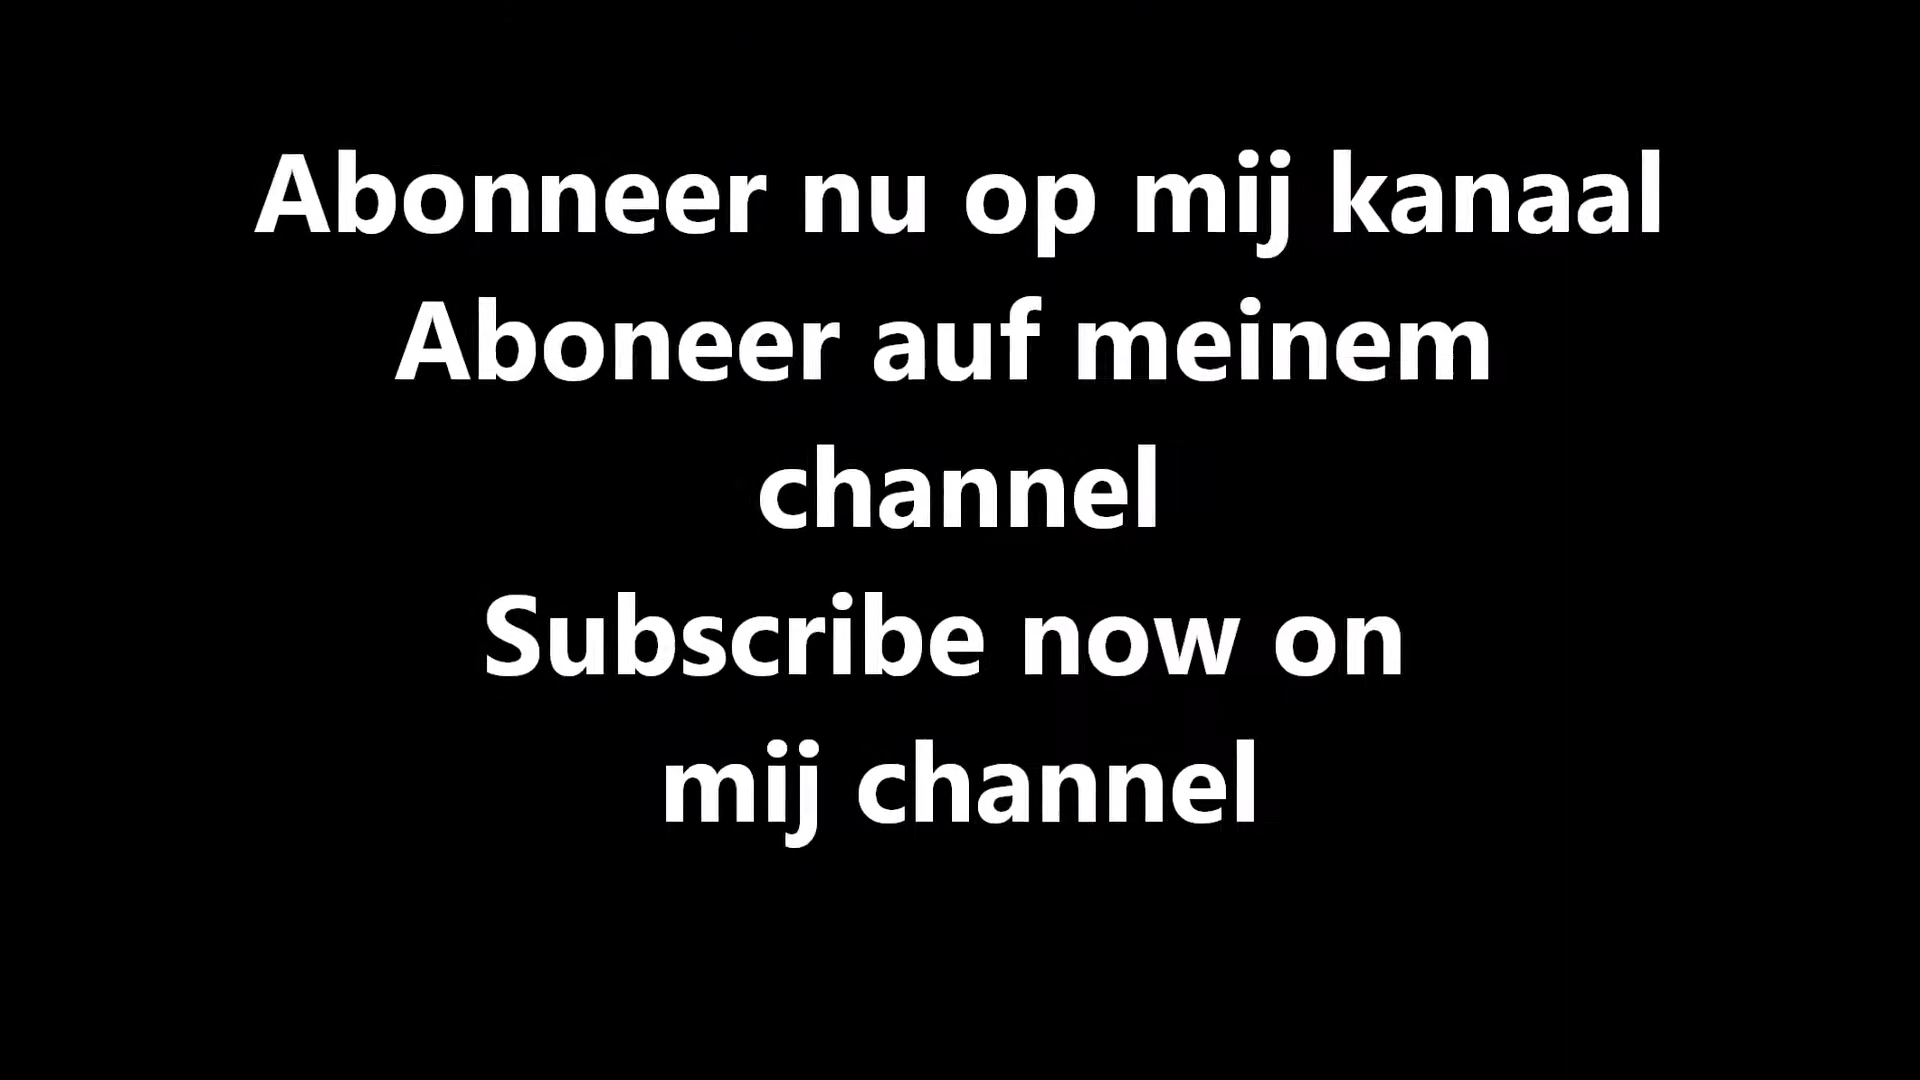 Abonneer nu op mij kanaal
Aboneer auf meinem
channel
Subscribe now on
mij channel